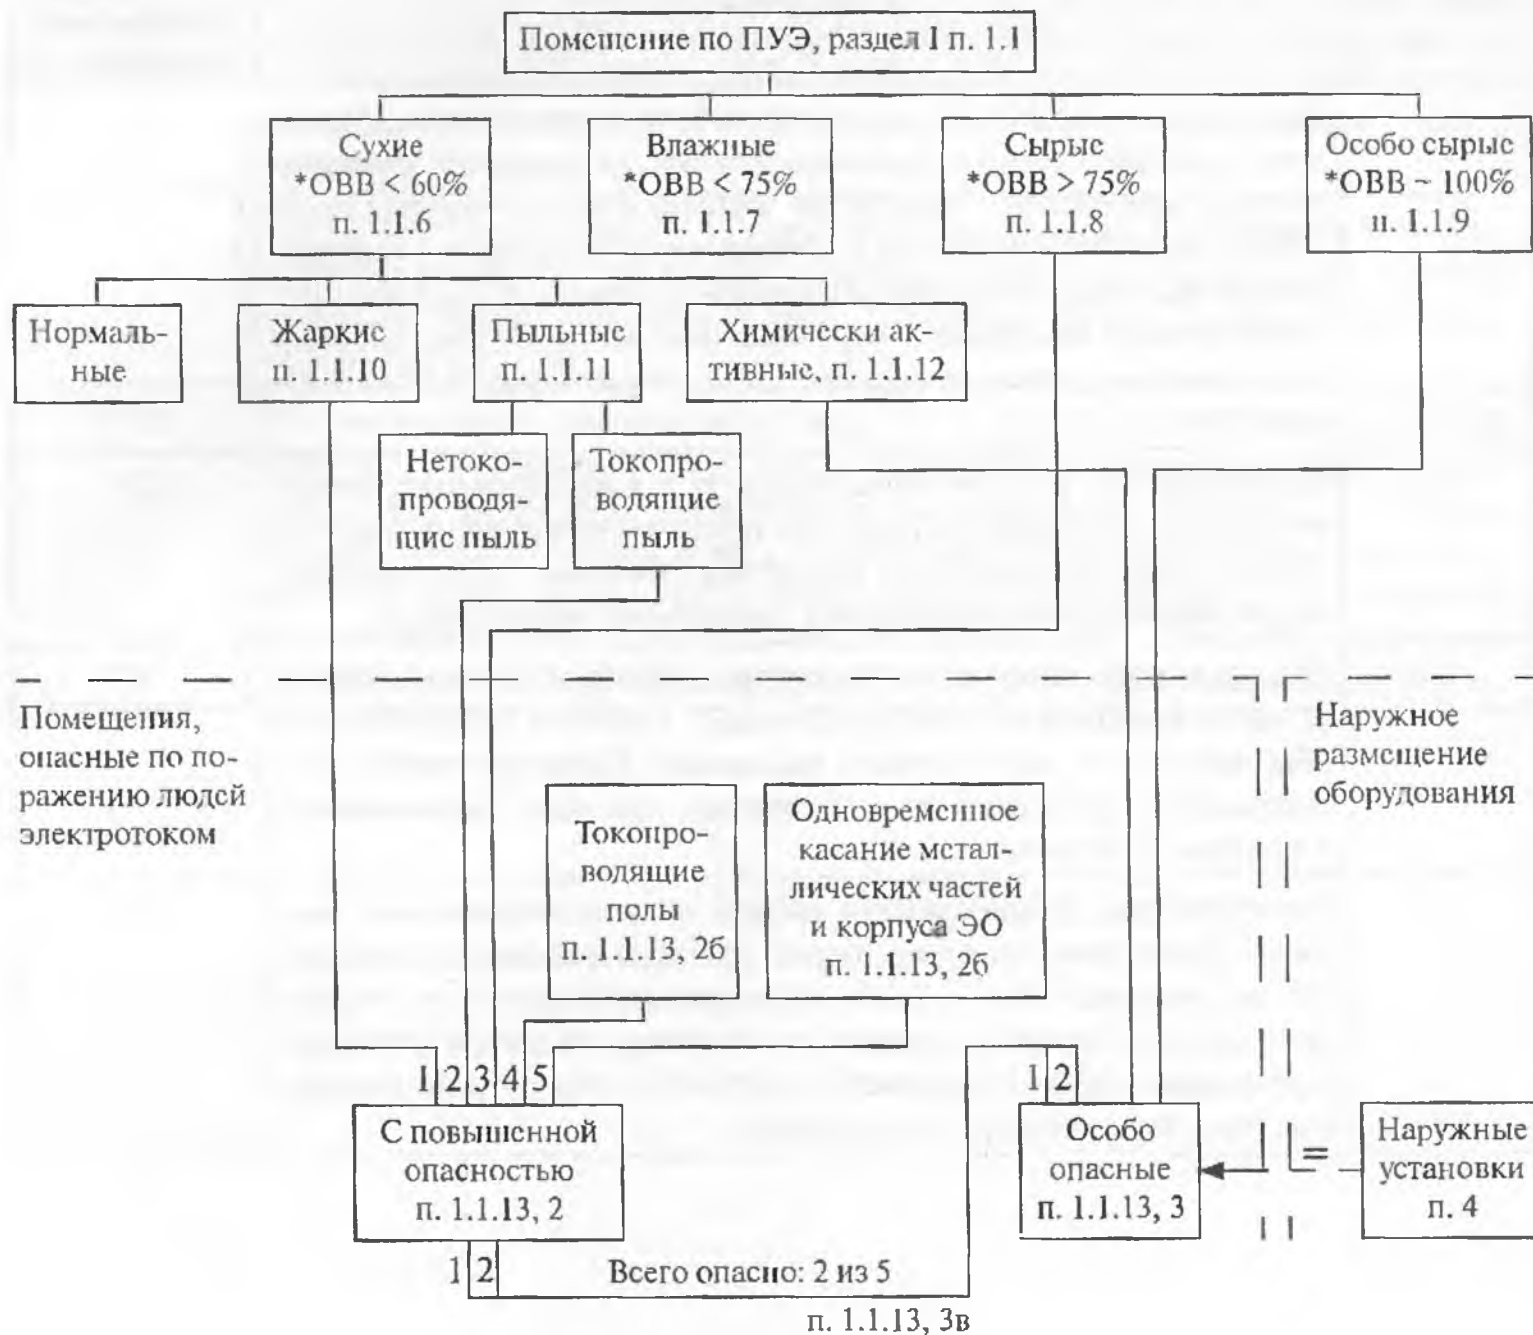 Помещение по ПУЭ, раздел I п. 1.1
Сухие
*ОВВ < 60%
п. 1.1.6
Влажные
*ОВВ < 75%
п. 1.1.7
Сырые
*ОВВ > 75%
п. 1.1.8
Особо сырые
*ОВВ ~ 100%
п. 1.1.9
Нормаль-
ные
Жаркие
п. 1.1.10
Пыльные
п. 1.1.11
Химически ак-
тивные, п. 1.1.12
Нетоко-
проводя-
щие пыль
Токопро-
водящие
пыль
Помещения,
опасные по по-
ражению людей
электротоком
Наружное
размещение
оборудования
Токопро-
водящие
полы
п. 1.1.13, 2б
Одновременное
касание метал-
лических частей
и корпуса ЭО
п. 1.1.13, 2б
1 2 3 4 5
1 2
С повышенной
опасностью
п. 1.1.13, 2
Особо
опасные
п. 1.1.13, 3
=
Наружные
установки
п. 4
1 2
Всего опасно: 2 из 5
п. 1.1.13, 3в